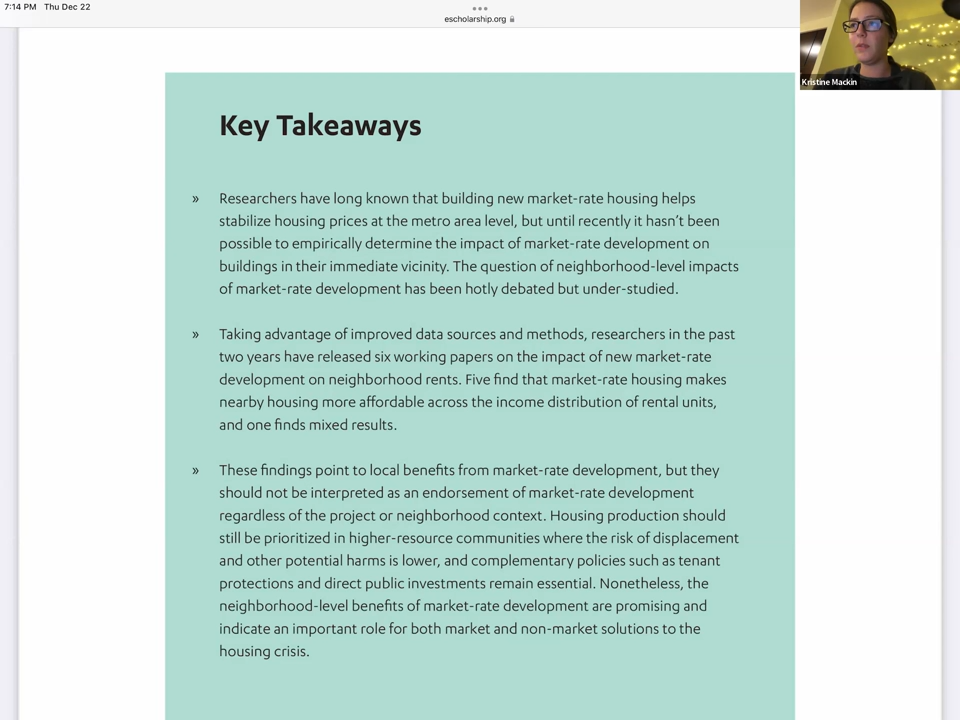 7:14 PM Thu Dec 22
escholarship.org
Kristine Mackin
Key Takeaways
» Researchers have long known that building new market-rate housing helps
stabilize housing prices at the metro area level, but until recently it hasn't been
possible to empirically determine the impact of market-rate development on
buildings in their immediate vicinity. The question of neighborhood-level impacts
of market-rate development has been hotly debated but under-studied.
» Taking advantage of improved data sources and methods, researchers in the past
two years have released six working papers on the impact of new market-rate
development on neighborhood rents. Five find that market-rate housing makes
nearby housing more affordable across the income distribution of rental units,
and one finds mixed results.
» These findings point to local benefits from market-rate development, but they
should not be interpreted as an endorsement of market-rate development
regardless of the project or neighborhood context. Housing production should
still be prioritized in higher-resource communities where the risk of displacement
and other potential harms is lower, and complementary policies such as tenant
protections and direct public investments remain essential. Nonetheless, the
neighborhood-level benefits of market-rate development are promising and
indicate an important role for both market and non-market solutions to the
housing crisis.